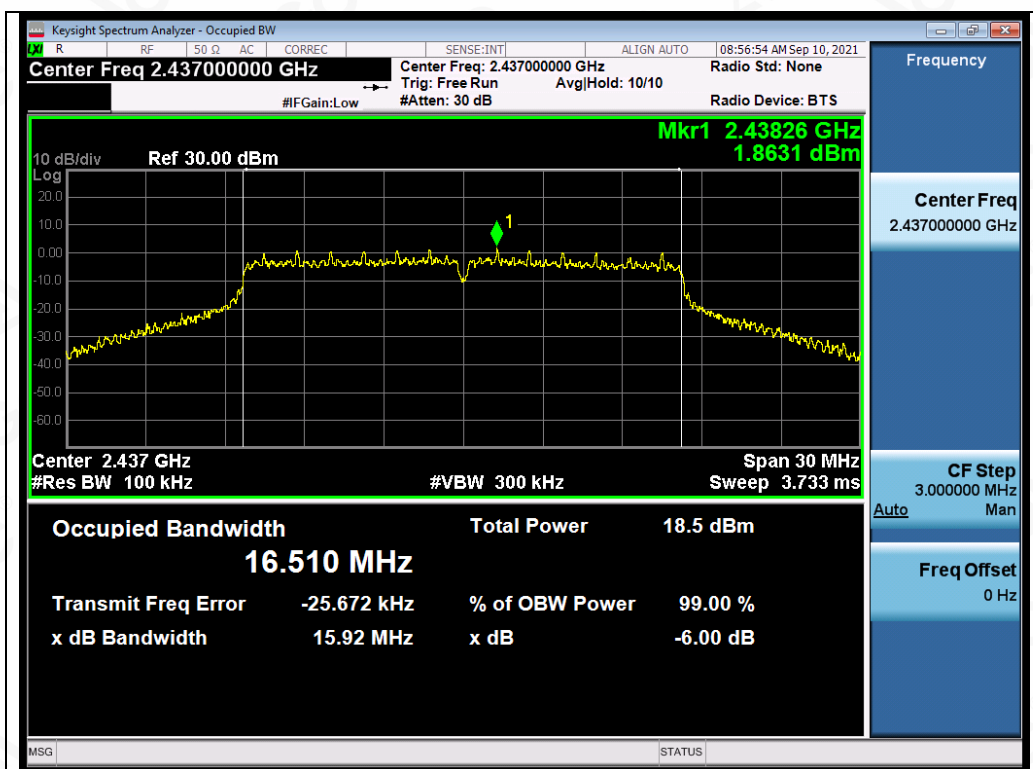 Keysight Spectrum Analyzer - Occupied BW
LXI R RF 50 Ω AC CORREC SENSE:INT ALIGN AUTO 08:56:54 AM Sep 10, 2021
Center Freq 2.437000000 GHz
Center Freq: 2.437000000 GHz
Radio Std: None
Trig: Free Run Avg|Hold: 10/10
#IFGain:Low
#Atten: 30 dB
Radio Device: BTS
Frequency
Mkr1 2.43826 GHz
1.8631 dBm
10 dB/div Ref 30.00 dBm
Log
20.0
10.0
0.00
-10.0
-20.0
-30.0
-40.0
-50.0
-60.0
1
Center 2.437 GHz
Span 30 MHz
#Res BW 100 kHz
#VBW 300 kHz
Sweep 3.733 ms
Center Freq
2.437000000 GHz
CF Step
3.000000 MHz
Auto Man
Freq Offset
0 Hz
Occupied Bandwidth
16.510 MHz
Total Power 18.5 dBm
Transmit Freq Error -25.672 kHz
% of OBW Power 99.00 %
x dB Bandwidth 15.92 MHz
x dB -6.00 dB
MSG
STATUS